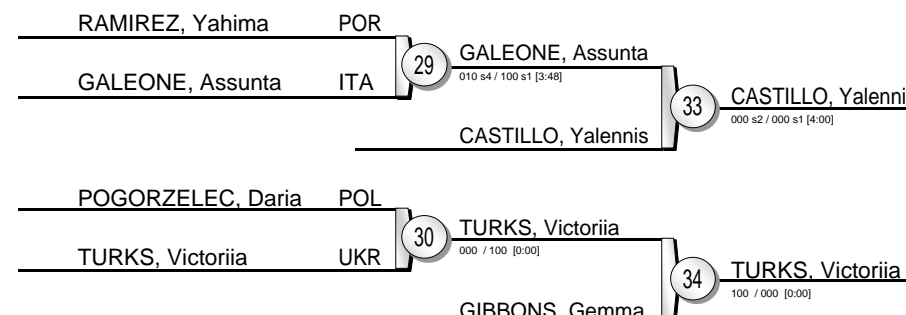 RAMIREZ, Yahima POR
GALEONE, Assunta ITA
29
GALEONE, Assunta
010 s4 / 100 s1 [3:48]
CASTILLO, Yalennis
33
CASTILLO, Yalenni
000 s2 / 000 s1 [4:00]
POGORZELEC, Daria POL
TURKS, Victoriia UKR
30
TURKS, Victoriia
000 / 100 [0:00]
GIBBONS, Gemma
34
TURKS, Victoriia
100 / 000 [0:00]